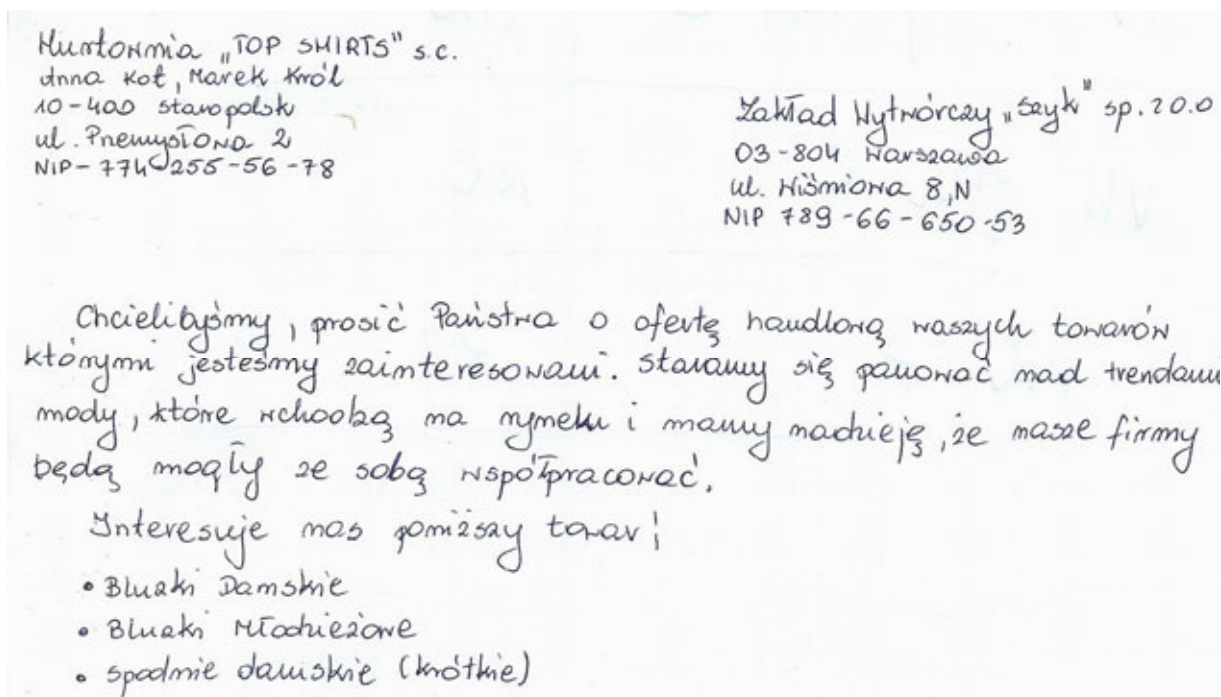 Hurtownia „TOP SHIRTS" s.c.
Anna Kot, Marek Król
10-400 Staropolsk
ul. Przemysłowa 2
NIP - 774-255-56-78
Zakład Wytwórczy „Szyk" sp. z o.o
03-804 Warszawa
ul. Wiśniowa 8,
NIP 789-66-650-53
Chcielibyśmy, prosić Państwa o ofertę handlową waszych towarów
którymi jesteśmy zainteresowani. Staramy się panować nad trendami
mody, które wchodzą na rynek i mamy nadzieję, że nasze firmy
będą mogły ze sobą współpracować.
Interesuje nas poniższy towar:
• Bluzki Damskie
• Bluzki Młodzieżowe
• spodnie damskie (krótkie)